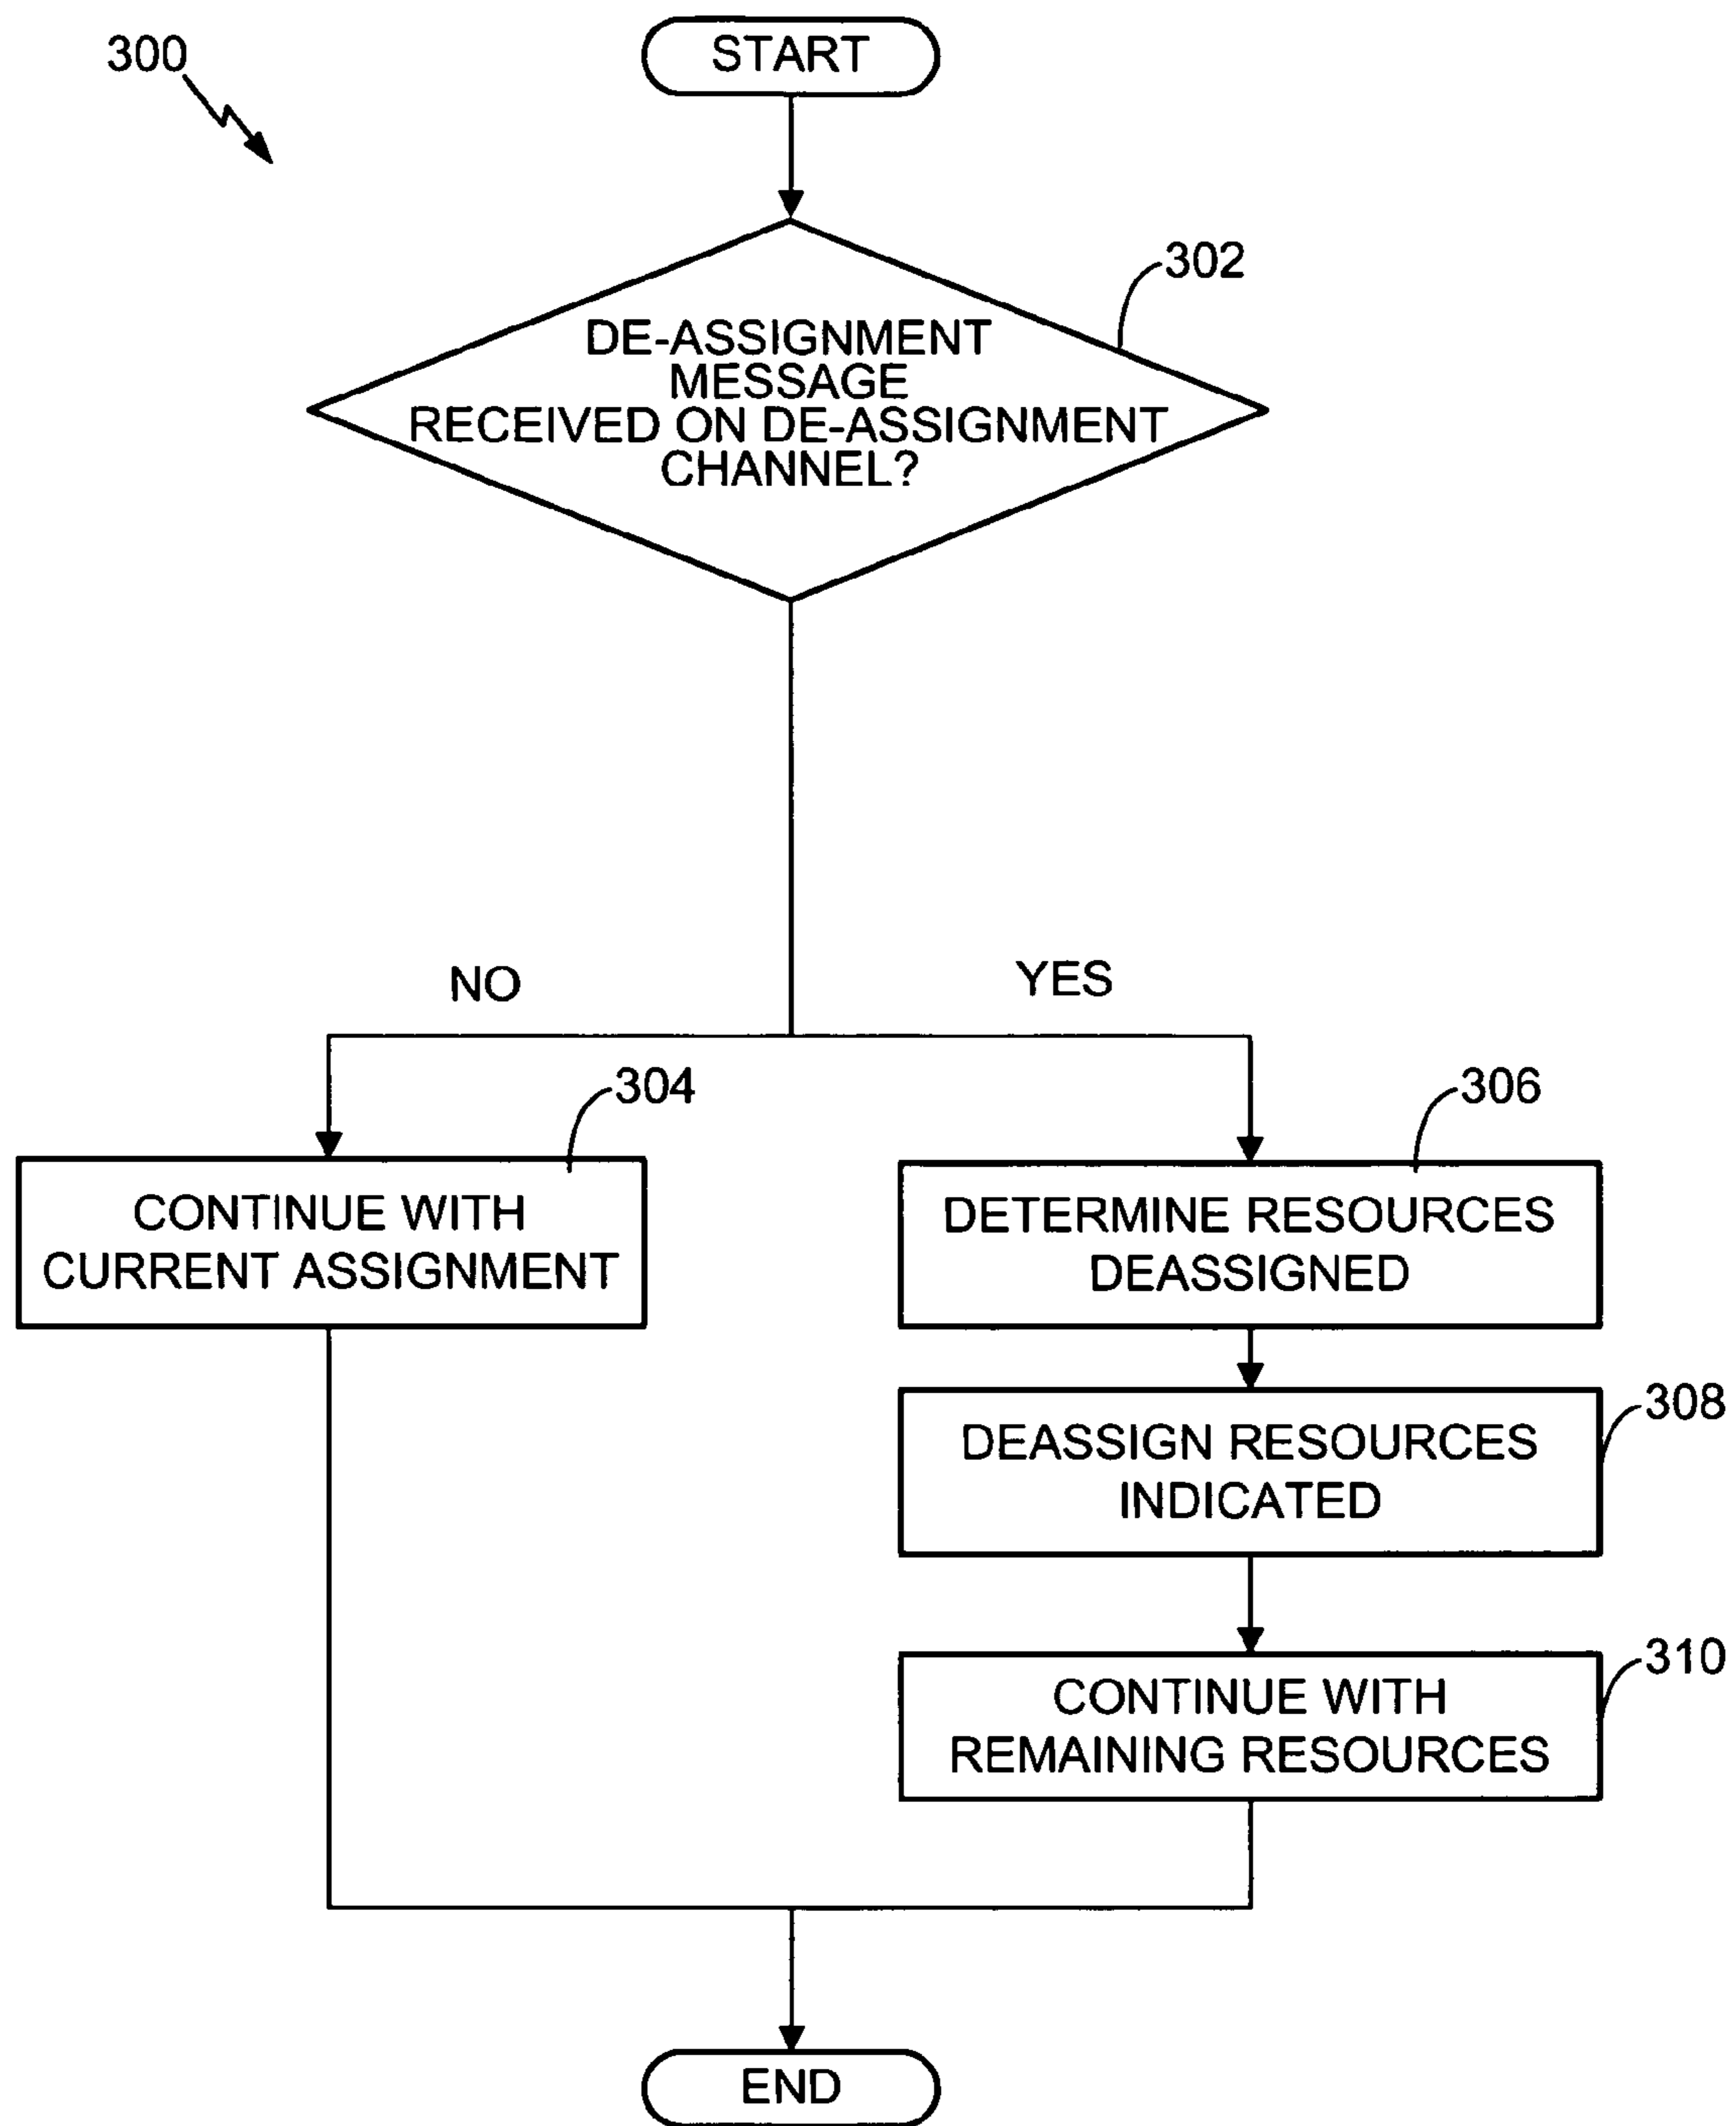 300
START
302
DE-ASSIGNMENT
MESSAGE
RECEIVED ON DE-ASSIGNMENT
CHANNEL?
NO
YES
304
CONTINUE WITH
CURRENT ASSIGNMENT
306
DETERMINE RESOURCES
DEASSIGNED
308
DEASSIGN RESOURCES
INDICATED
310
CONTINUE WITH
REMAINING RESOURCES
END